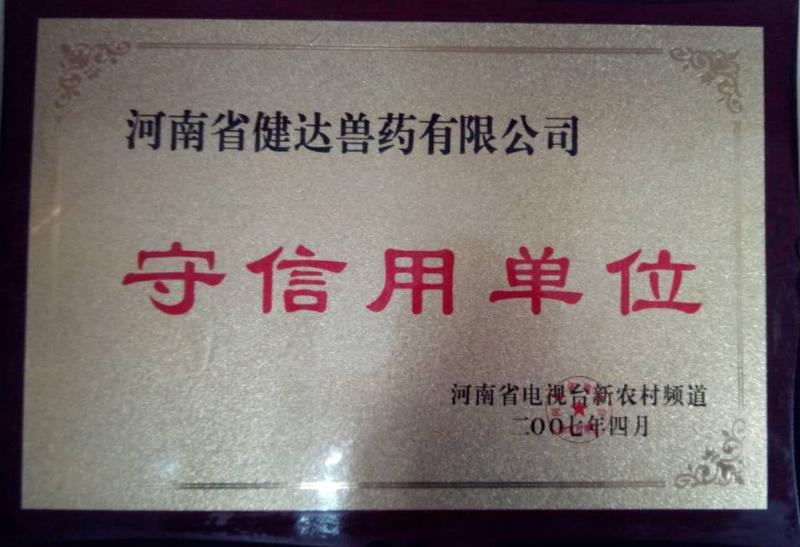 河南省健达兽药有限公司
守信用单位
河南省电视台新农村频道
二〇〇七年四月